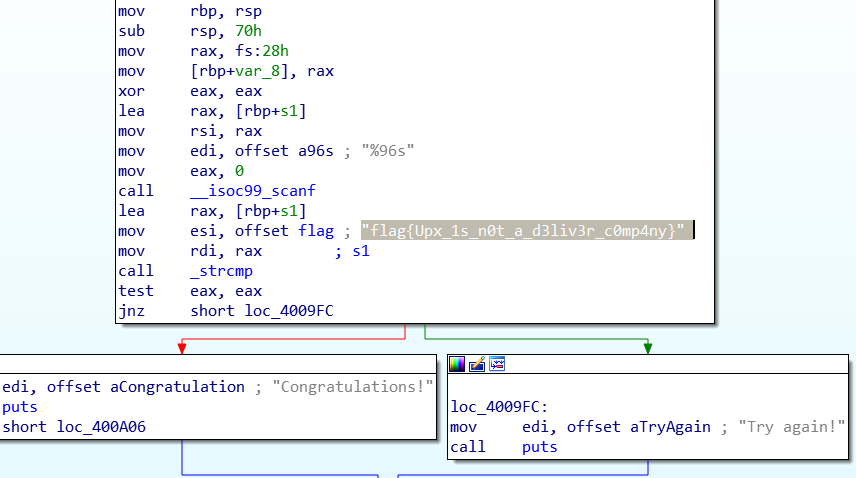 mov     rbp, rsp
sub     rsp, 70h
mov     rax, fs:28h
mov     [rbp+var_8], rax
xor     eax, eax
lea     rax, [rbp+s1]
mov     rsi, rax
mov     edi, offset a96s ; "%96s"
mov     eax, 0
call    __isoc99_scanf
lea     rax, [rbp+s1]
mov     esi, offset flag ; "flag{Upx_1s_n0t_a_d3liv3r_c0mp4ny}"
mov     rdi, rax        ; s1
call    _strcmp
test    eax, eax
jnz     short loc_4009FC
edi, offset aCongratulation ; "Congratulations!"
puts
short loc_400A06
loc_4009FC:
mov     edi, offset aTryAgain ; "Try again!"
call    puts